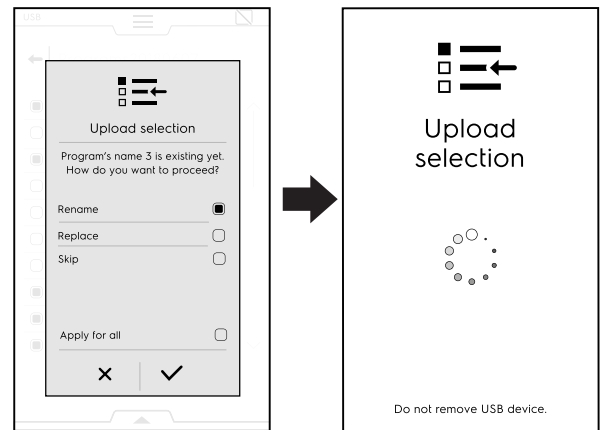 USB
Upload selection
Program's name 3 is existing yet.
How do you want to proceed?
Rename
Replace
Skip
Apply for all
Upload
selection
Do not remove USB device.